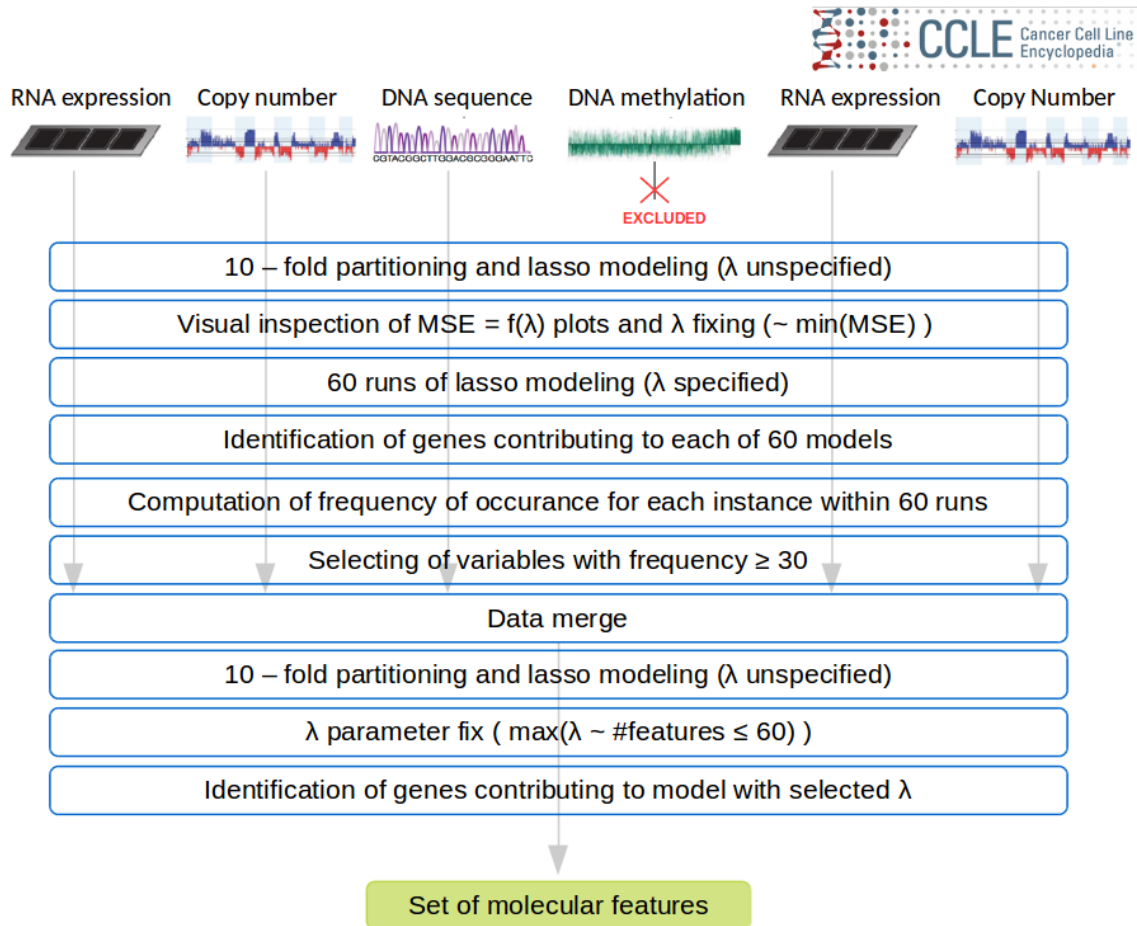 CCLE Cancer Cell Line
Encyclopedia
RNA expression Copy number DNA sequence DNA methylation RNA expression Copy Number
CGTACGGCTTGGACGCGGGAATTC
EXCLUDED
10 – fold partitioning and lasso modeling (λ unspecified)
Visual inspection of MSE = f(λ) plots and λ fixing (~ min(MSE) )
60 runs of lasso modeling (λ specified)
Identification of genes contributing to each of 60 models
Computation of frequency of occurance for each instance within 60 runs
Selecting of variables with frequency ≥ 30
Data merge
10 – fold partitioning and lasso modeling (λ unspecified)
λ parameter fix ( max(λ ~ #features ≤ 60) )
Identification of genes contributing to model with selected λ
Set of molecular features